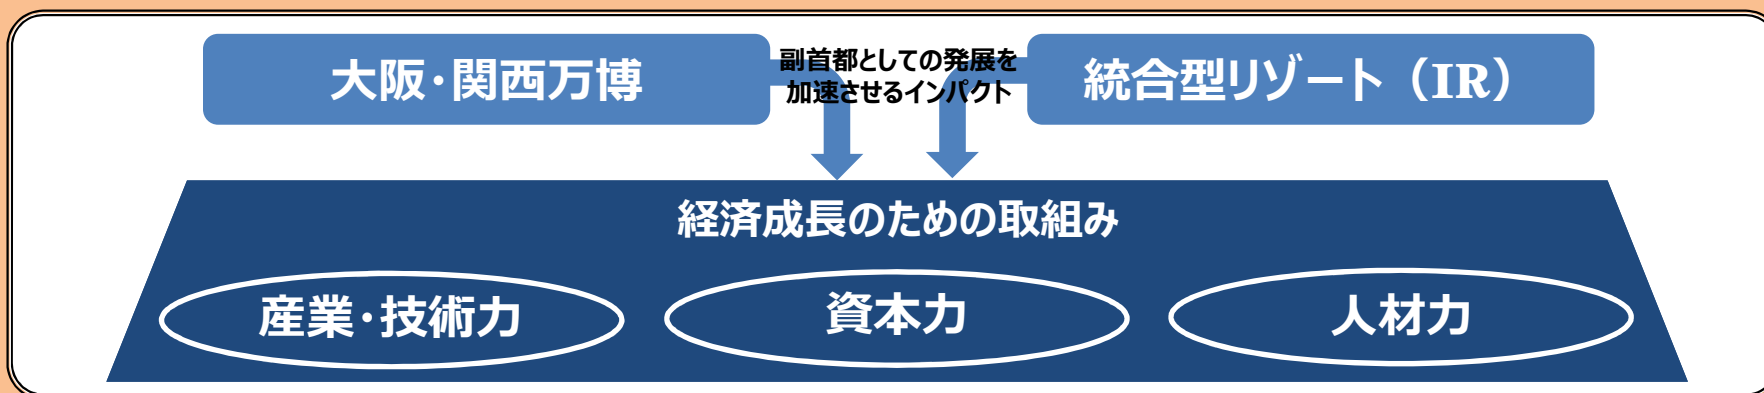 大阪・関西万博
副首都としての発展を
加速させるインパクト
統合型リゾート（IR）
経済成長のための取組み
産業・技術力
資本力
人材力